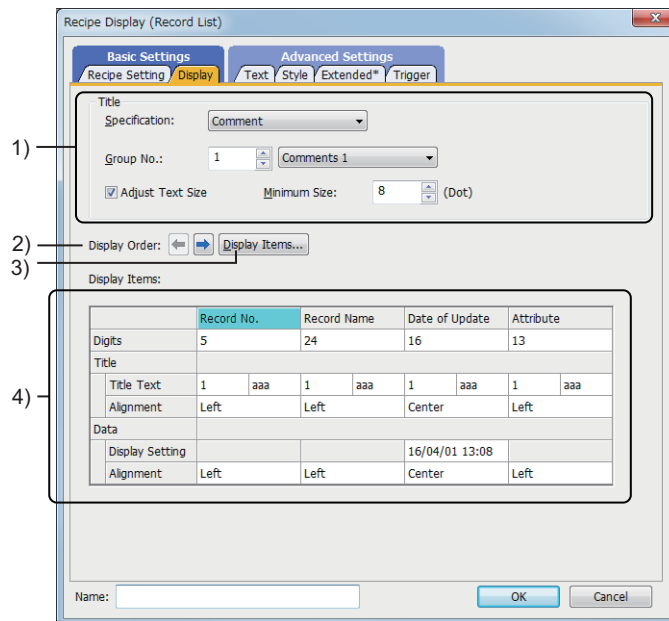 Recipe Display (Record List)
Basic Settings Advanced Settings
Recipe Setting Display Text Style Extended* Trigger
Title
Specification: Comment
1)
Group No.: 1 Comments 1
Adjust Text Size Minimum Size: 8 (Dot)
2) Display Order: Display Items...
3)
Display Items:
Record No. Record Name Date of Update Attribute
Digits 5 24 16 13
Title
Title Text 1 aaa 1 aaa 1 aaa 1 aaa
4)
Alignment Left Left Center Left
Data
Display Setting 16/04/01 13:08
Alignment Left Left Center Left
Name: OK Cancel